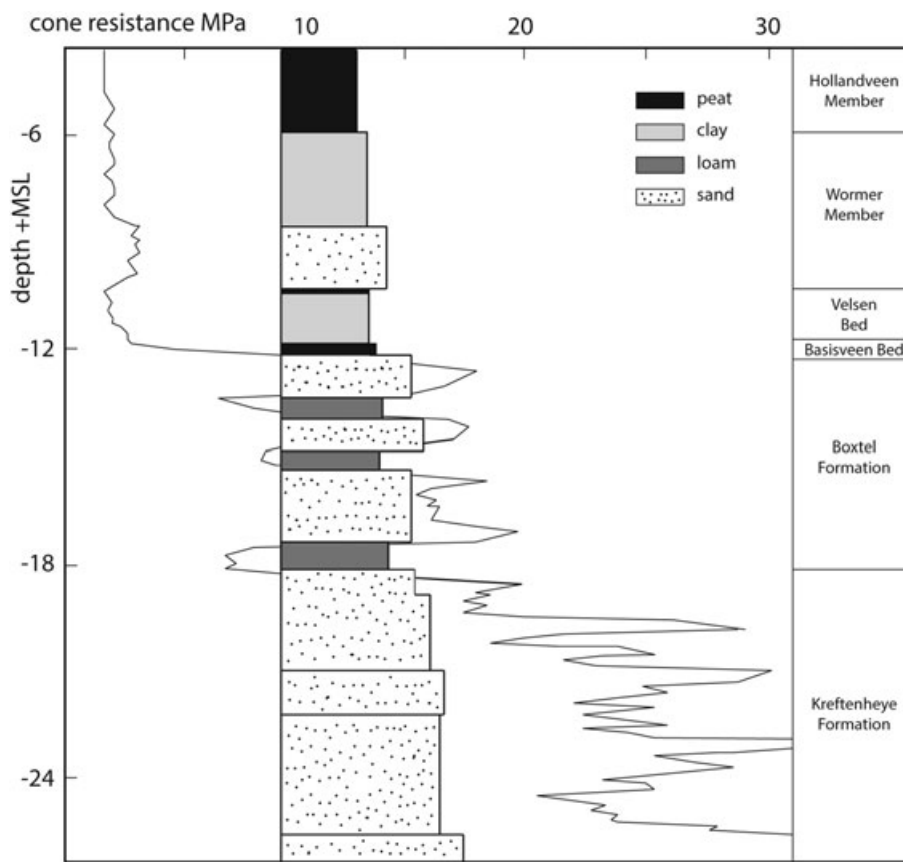 cone resistance MPa
10
20
30
depth +MSL
-6
-12
-18
-24
peat
clay
loam
sand
Hollandveen
Member
Wormer
Member
Velsen
Bed
Basisveen Bed
Boxtel
Formation
Kreftenheye
Formation